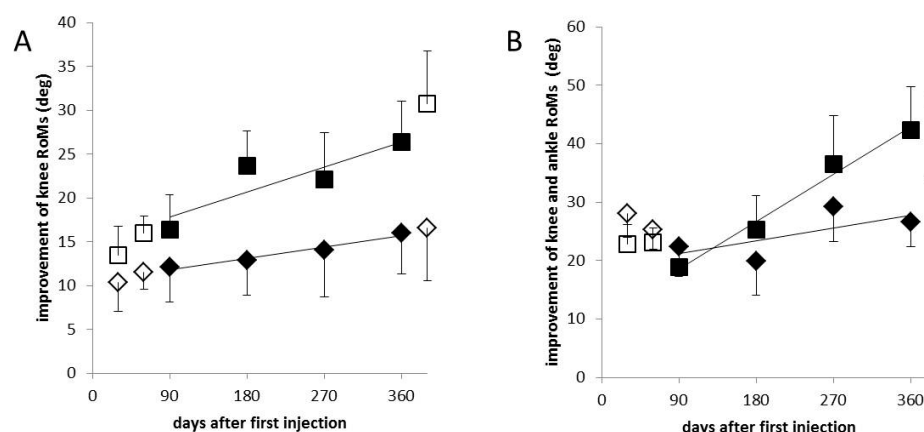 A
improvement of knee RoMs (deg)
40
35
30
25
20
15
10
5
0
0 90 180 270 360
days after first injection
B
improvement of knee and ankle RoMs (deg)
60
50
40
30
20
10
0
0 90 180 270 360
days after first injection